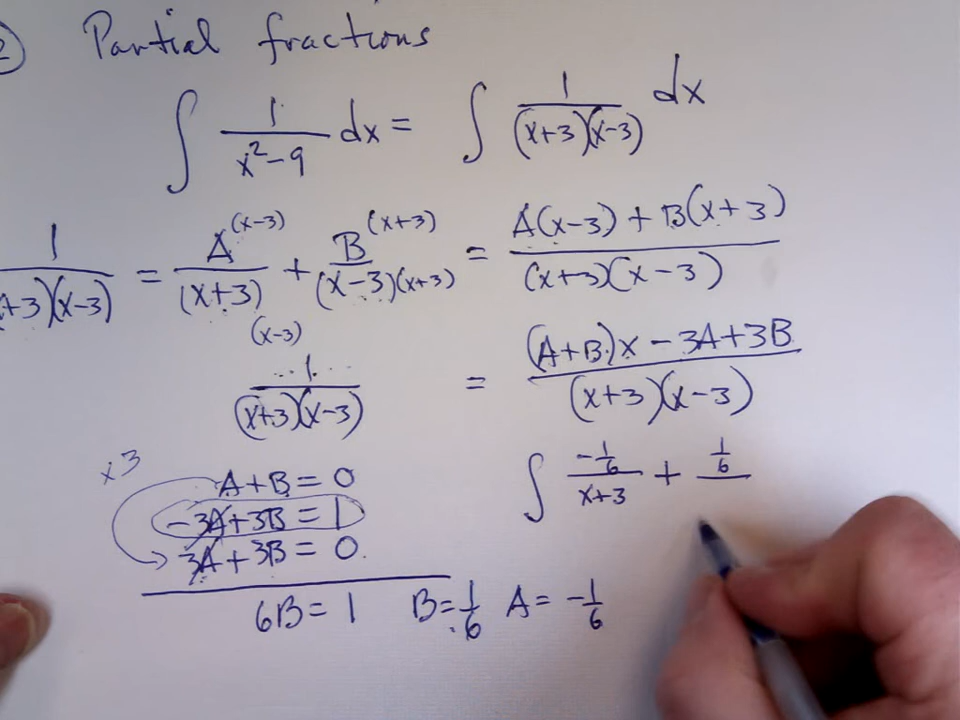 2) Partial fractions
∫ 1/(x²-9) dx = ∫ 1/((x+3)(x-3)) dx
1/(+3)(x-3) = A(x-3)/((x+3)(x-3)) + B(x+3)/((x-3)(x+3)) = (A(x-3) + B(x+3))/((x+3)(x-3))
1/((x+3)(x-3)) = ((A+B)x - 3A + 3B)/((x+3)(x-3))
x3
A+B = 0
-3A+3B = 1
3A+3B = 0.
6B = 1 B = 1/6 A = -1/6
∫ (-1/6)/(x+3) + (1/6)/